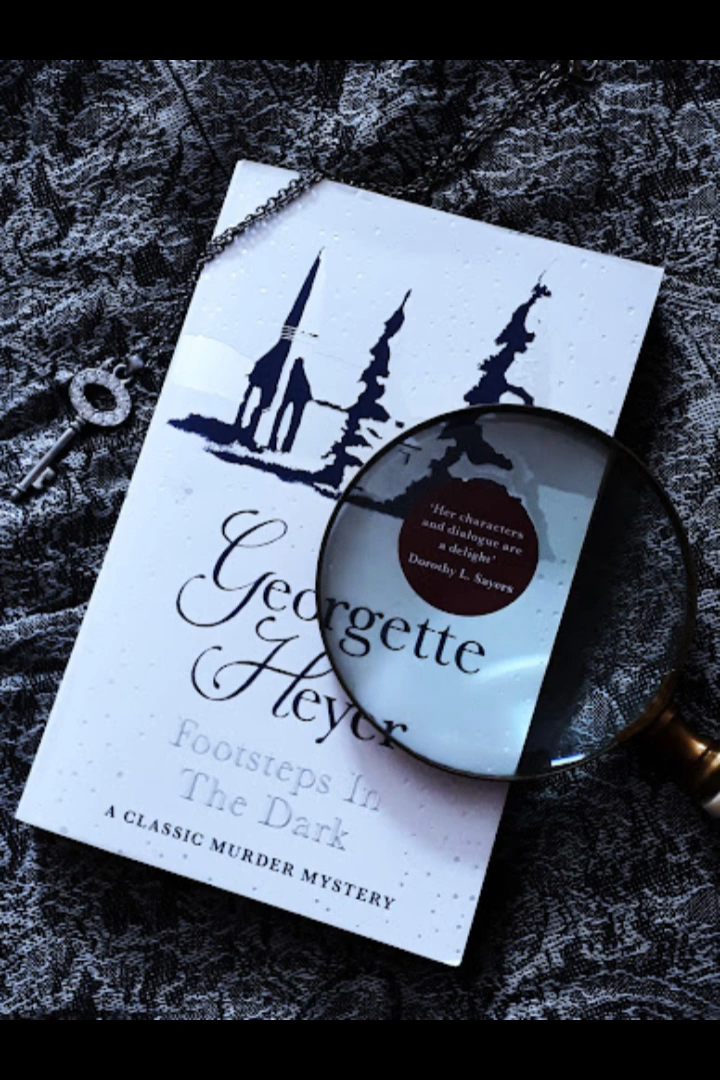 'Her characters
and dialogue are
a delight'
Dorothy L. Sayers
Georgette
Heyer
Footsteps In
The Dark
A CLASSIC MURDER MYSTERY